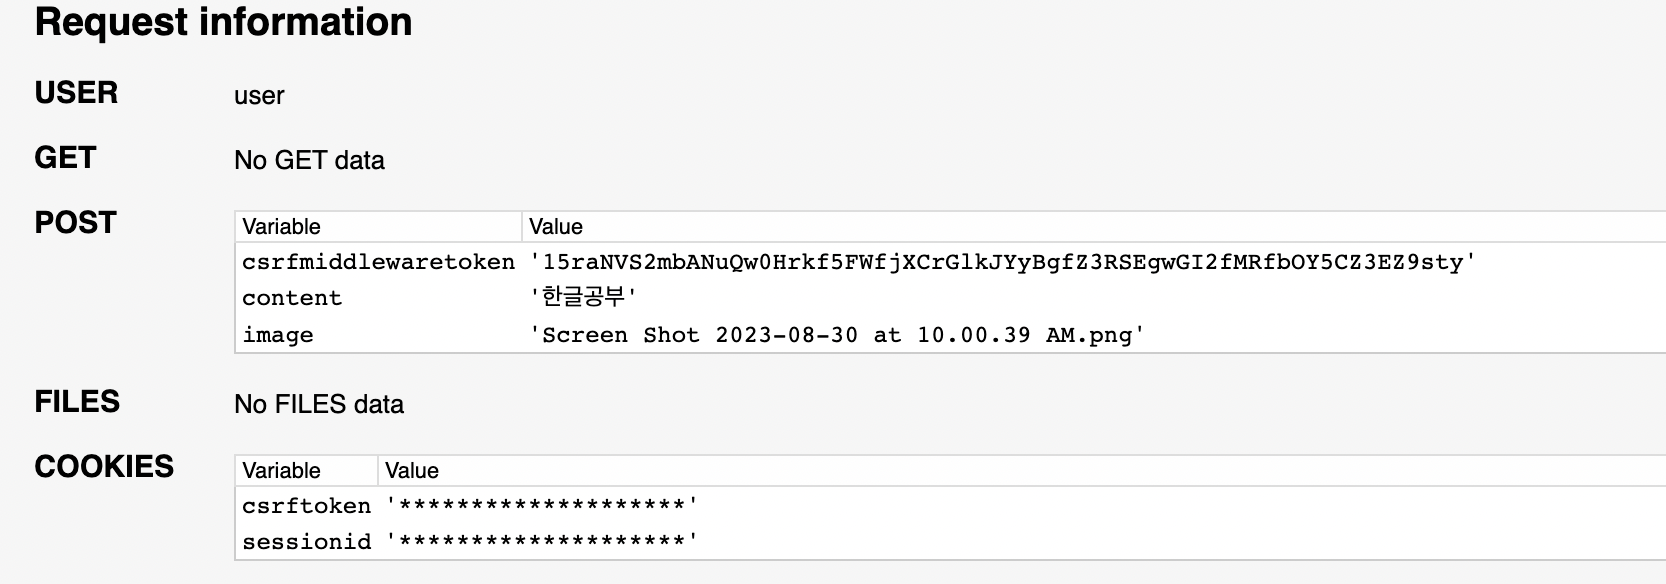 Request information
USER user
GET No GET data
POST Variable Value
csrfmiddlewaretoken '15raNVS2mbANuQw0Hrkf5FWfjXCrGlkJYyBgfZ3RSEgwGI2fMRfbOY5CZ3EZ9sty'
content '한글공부'
image 'Screen Shot 2023-08-30 at 10.00.39 AM.png'
FILES No FILES data
COOKIES Variable Value
csrftoken '********************'
sessionid '********************'